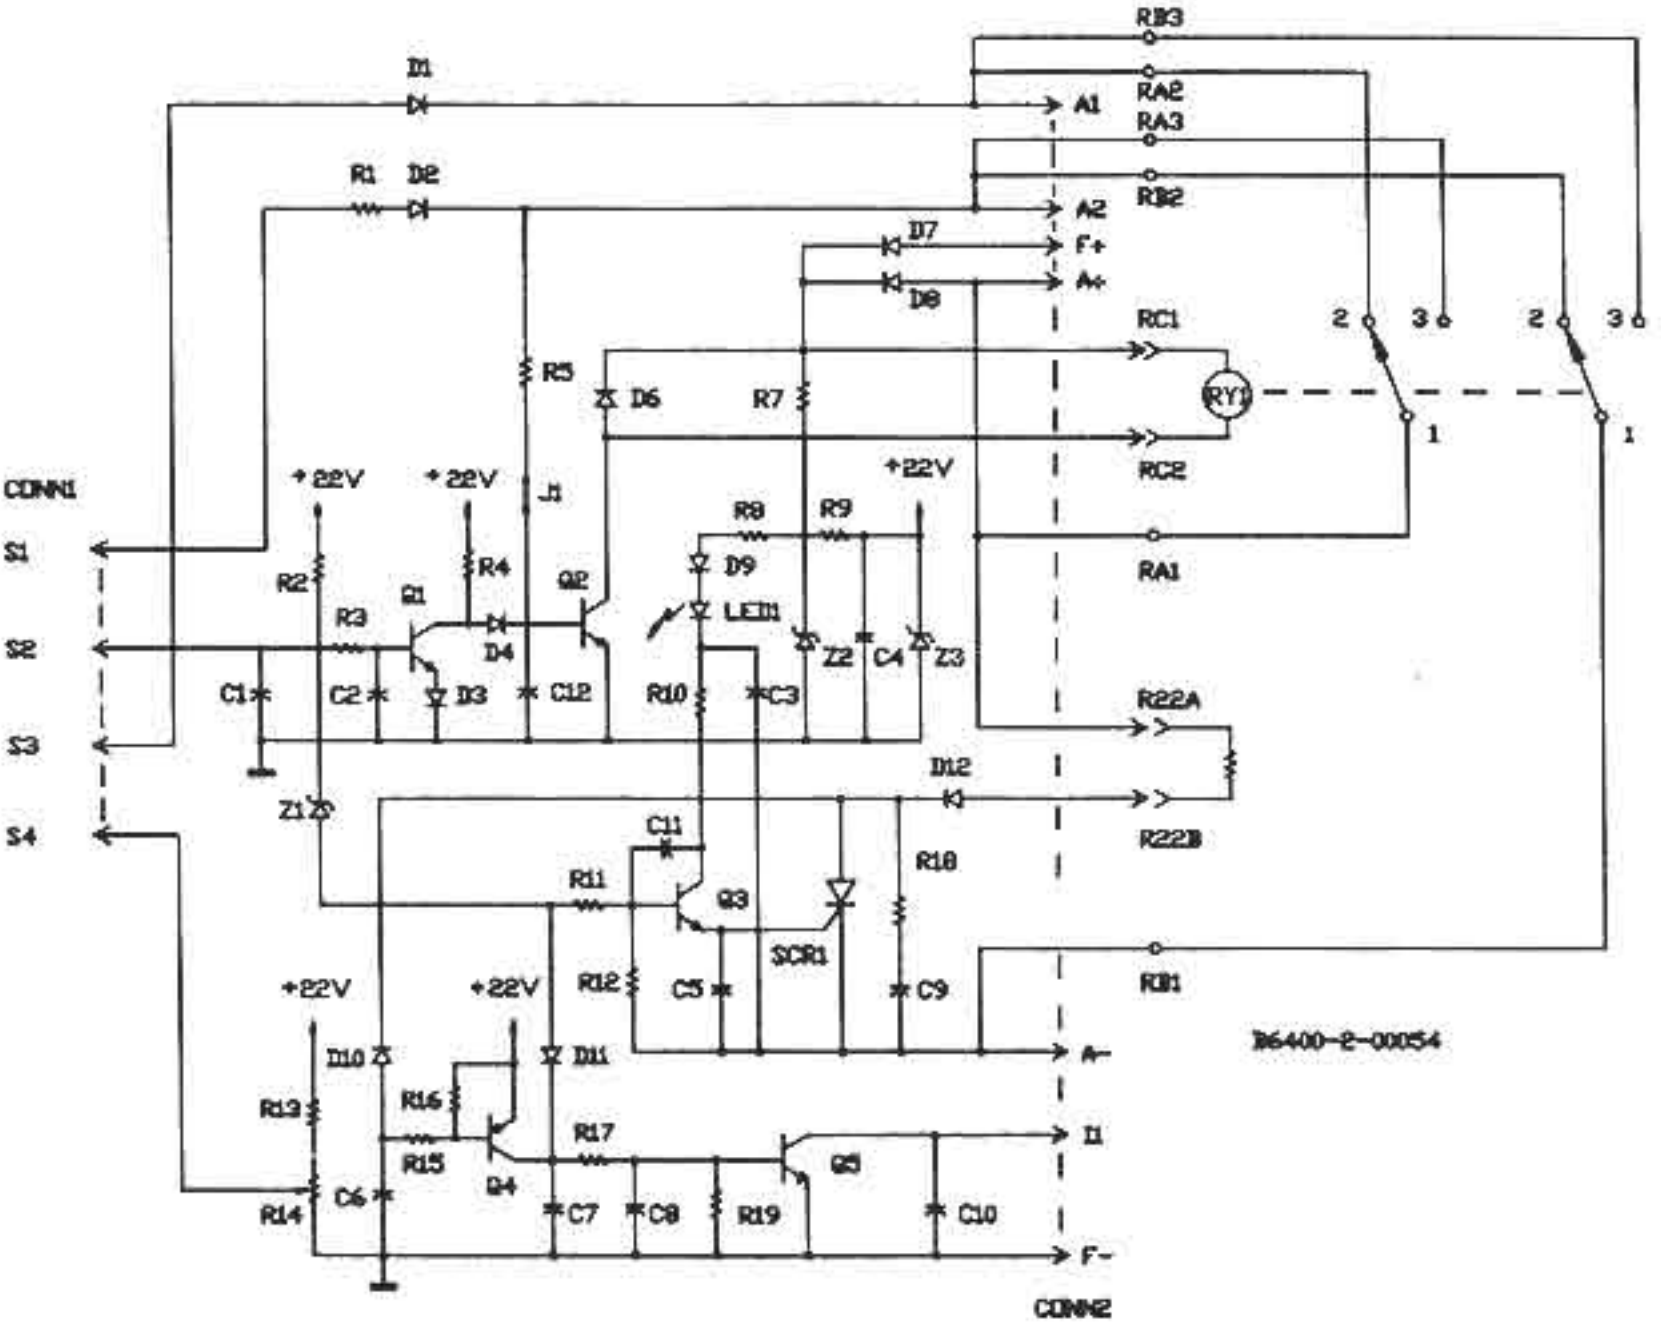 RB3
D1
RA2
A1
RA3
R1 D2
RB2
A2
D7
F+
A+
D8
RC1
2 3 2 3
R5
D6
R7
RY1
1 1
RC2
+22V
+22V +22V
CONN1
J1
R8 R9
S1
R2
R4
Q2
D9
RA1
Q1
LED1
R3
S2
D4
Z2 C4 Z3
C1 C2 D3 C12 R10 C3
R22A
S3
D12
Z1
S4
C11
R22B
R18
R11
Q3
SCR1
R12 C5 C9
RB1
+22V +22V
B6400-2-00054
D10 D11 A-
R16
R13
R17
I1
R15
Q4
Q5
C6
R14
C7 C8 R19 C10
F-
CONN2